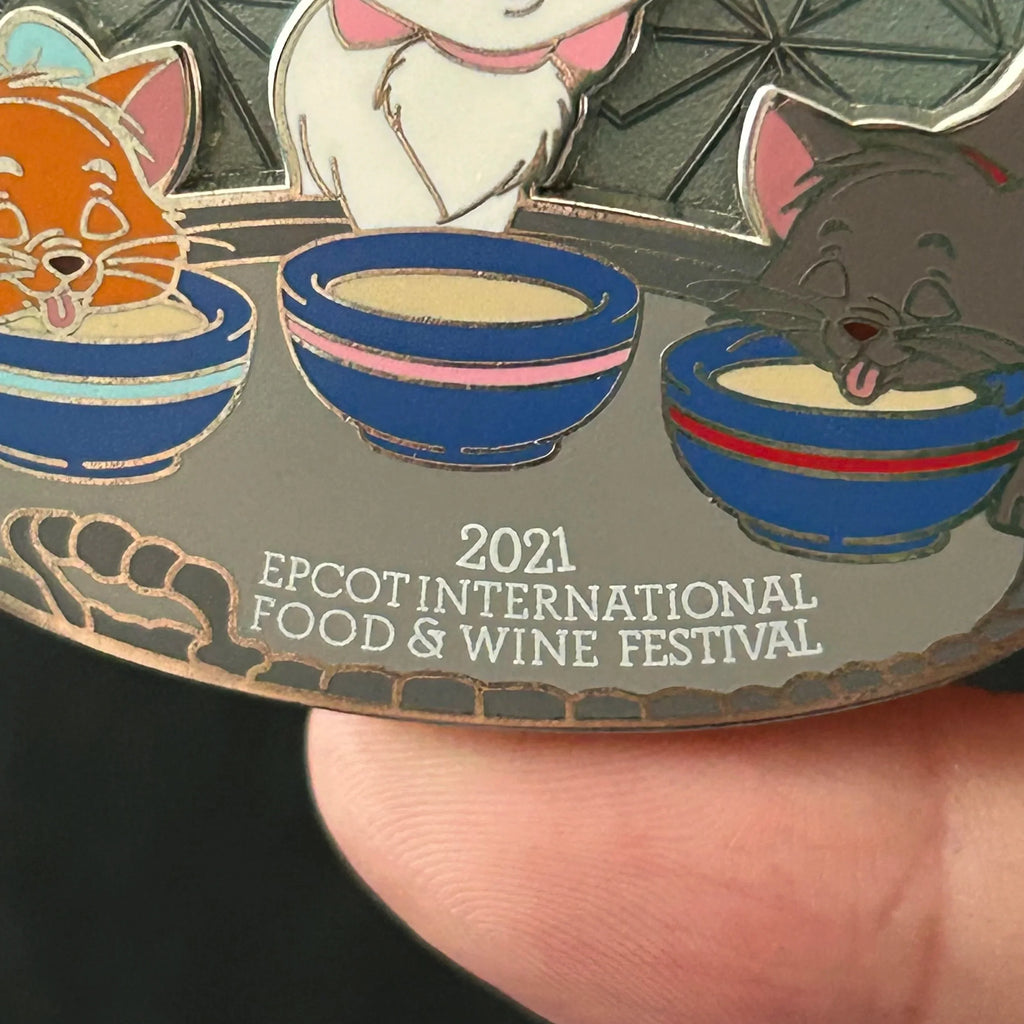 2021
EPCOT INTERNATIONAL
FOOD & WINE FESTIVAL